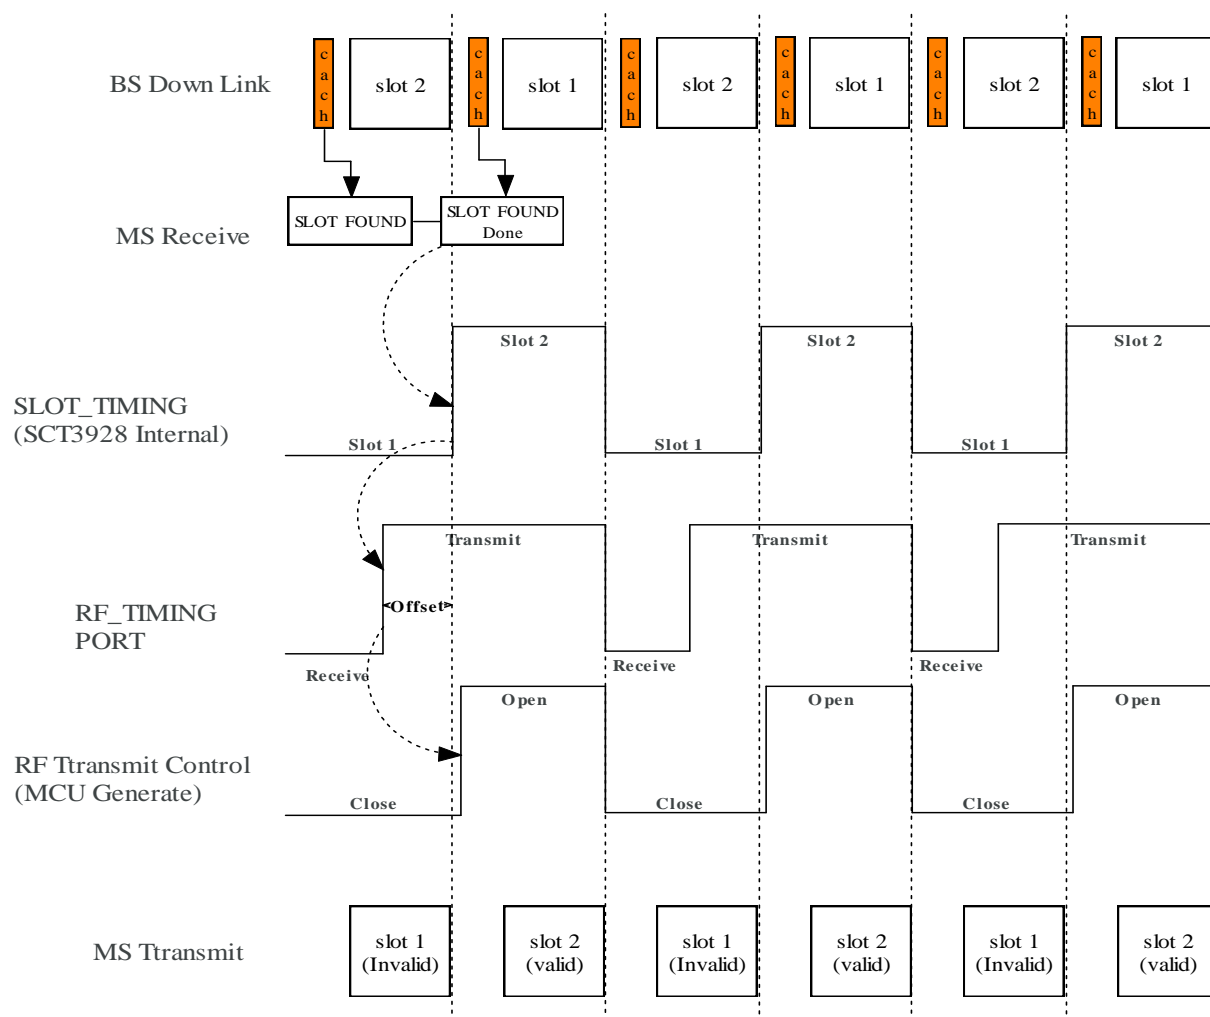 BS Down Link
c
a
c
h
slot 2
c
a
c
h
slot 1
c
a
c
h
slot 2
c
a
c
h
slot 1
c
a
c
h
slot 2
c
a
c
h
slot 1
MS Receive
SLOT FOUND
SLOT FOUND
Done
SLOT_TIMING
(SCT3928 Internal)
Slot 1
Slot 2
Slot 1
Slot 2
Slot 1
Slot 2
RF_TIMING
PORT
Receive
Offset
Transmit
Receive
Transmit
Receive
Transmit
RF Ttransmit Control
(MCU Generate)
Close
Open
Close
Open
Close
Open
MS Ttransmit
slot 1
(Invalid)
slot 2
(valid)
slot 1
(Invalid)
slot 2
(valid)
slot 1
(Invalid)
slot 2
(valid)